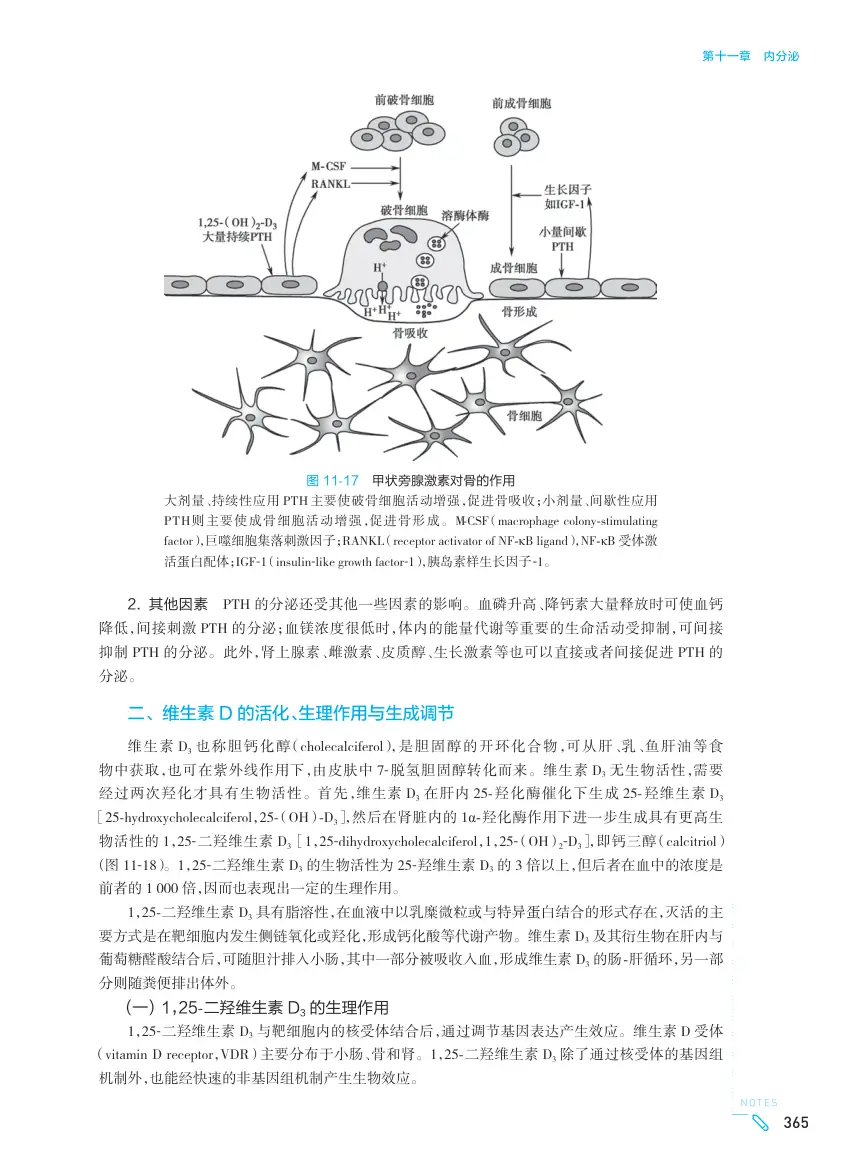 第十一章 内分泌
前破骨细胞
前成骨细胞
M-CSF
RANKL
生长因子
如IGF-1
破骨细胞
溶酶体酶
1,25-(OH)₂-D₃
大量持续PTH
小量间歇
PTH
H⁺
成骨细胞
H⁺H⁺H⁺
骨形成
骨吸收
骨细胞
图 11-17 甲状旁腺激素对骨的作用
大剂量、持续性应用 PTH 主要使破骨细胞活动增强,促进骨吸收;小剂量、间歇性应用
PTH则主要使成骨细胞活动增强,促进骨形成。M-CSF(macrophage colony-stimulating
factor),巨噬细胞集落刺激因子;RANKL(receptor activator of NF-κB ligand),NF-κB 受体激
活蛋白配体;IGF-1(insulin-like growth factor-1),胰岛素样生长因子-1。
2. 其他因素 PTH 的分泌还受其他一些因素的影响。血磷升高、降钙素大量释放时可使血钙
降低,间接刺激 PTH 的分泌;血镁浓度很低时,体内的能量代谢等重要的生命活动受抑制,可间接
抑制 PTH 的分泌。此外,肾上腺素、雌激素、皮质醇、生长激素等也可以直接或者间接促进 PTH 的
分泌。
二、维生素 D 的活化、生理作用与生成调节
维生素 D₃ 也称胆钙化醇(cholecalciferol),是胆固醇的开环化合物,可从肝、乳、鱼肝油等食
物中获取,也可在紫外线作用下,由皮肤中 7-脱氢胆固醇转化而来。维生素 D₃ 无生物活性,需要
经过两次羟化才具有生物活性。首先,维生素 D₃ 在肝内 25-羟化酶催化下生成 25-羟维生素 D₃
[25-hydroxycholecalciferol,25-(OH)-D₃],然后在肾脏内的 1α-羟化酶作用下进一步生成具有更高生
物活性的 1,25-二羟维生素 D₃[1,25-dihydroxycholecalciferol,1,25-(OH)₂-D₃],即钙三醇(calcitriol)
(图 11-18)。1,25-二羟维生素 D₃ 的生物活性为 25-羟维生素 D₃ 的 3 倍以上,但后者在血中的浓度是
前者的 1 000 倍,因而也表现出一定的生理作用。
1,25-二羟维生素 D₃ 具有脂溶性,在血液中以乳糜微粒或与特异蛋白结合的形式存在,灭活的主
要方式是在靶细胞内发生侧链氧化或羟化,形成钙化酸等代谢产物。维生素 D₃ 及其衍生物在肝内与
葡萄糖醛酸结合后,可随胆汁排入小肠,其中一部分被吸收入血,形成维生素 D₃ 的肠-肝循环,另一部
分则随粪便排出体外。
(一)1,25-二羟维生素 D₃ 的生理作用
1,25-二羟维生素 D₃ 与靶细胞内的核受体结合后,通过调节基因表达产生效应。维生素 D 受体
(vitamin D receptor,VDR)主要分布于小肠、骨和肾。1,25-二羟维生素 D₃ 除了通过核受体的基因组
机制外,也能经快速的非基因组机制产生生物效应。
NOTES
365